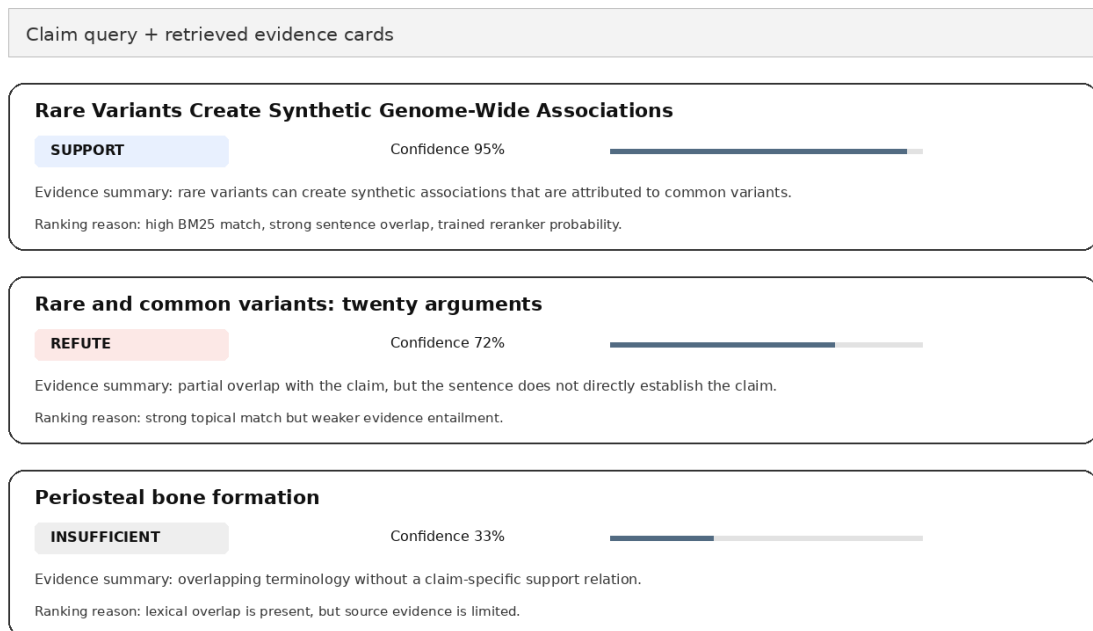 Claim query + retrieved evidence cards
Rare Variants Create Synthetic Genome-Wide Associations
SUPPORT
Confidence 95%
Evidence summary: rare variants can create synthetic associations that are attributed to common variants.
Ranking reason: high BM25 match, strong sentence overlap, trained reranker probability.
Rare and common variants: twenty arguments
REFUTE
Confidence 72%
Evidence summary: partial overlap with the claim, but the sentence does not directly establish the claim.
Ranking reason: strong topical match but weaker evidence entailment.
Periosteal bone formation
INSUFFICIENT
Confidence 33%
Evidence summary: overlapping terminology without a claim-specific support relation.
Ranking reason: lexical overlap is present, but source evidence is limited.